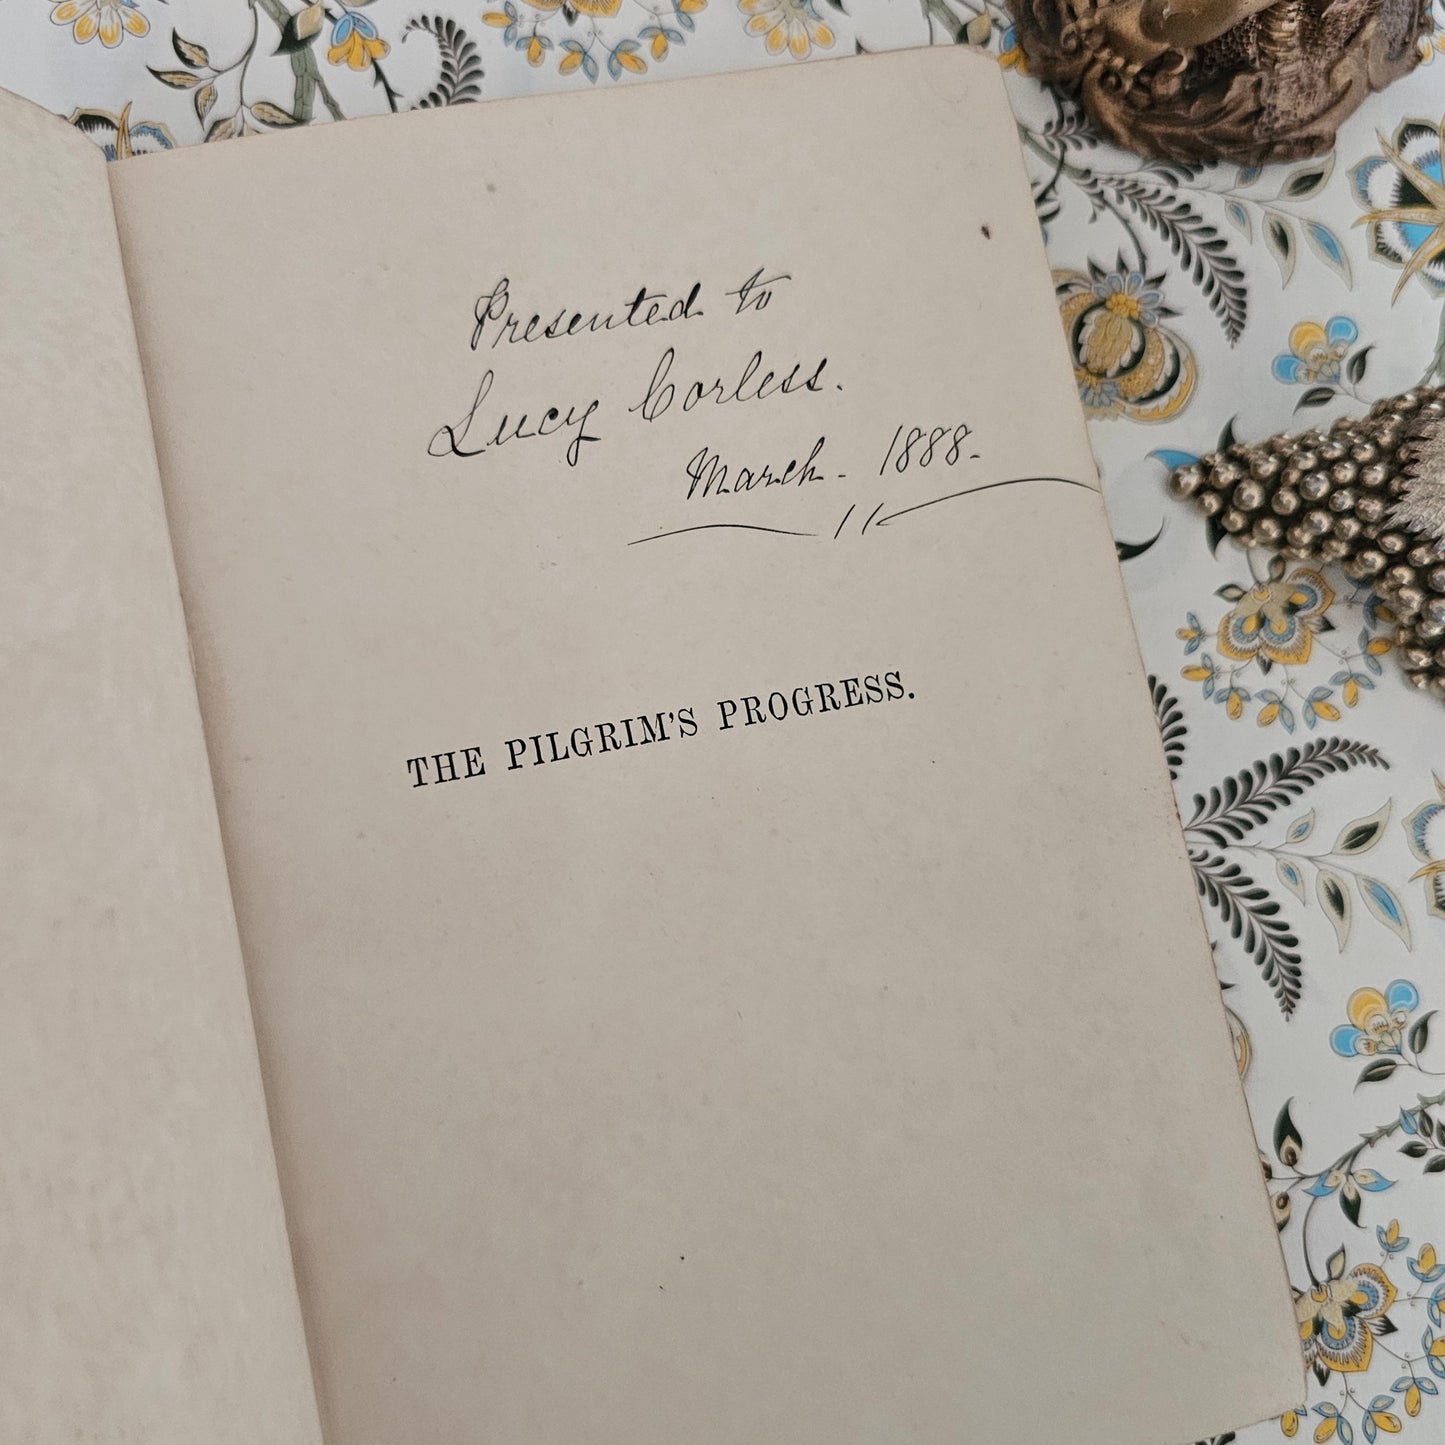 Presented to
Lucy Corless.
March. 1888.
THE PILGRIM'S PROGRESS.